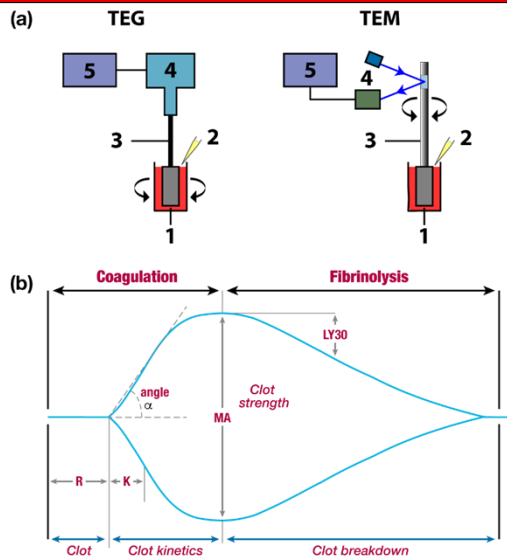 (a)
TEG
TEM
5
4
3
2
1
5
4
3
2
1
(b)
Coagulation
Fibrinolysis
LY30
angle
α
Clot
strength
MA
R
K
Clot
Clot kinetics
Clot breakdown